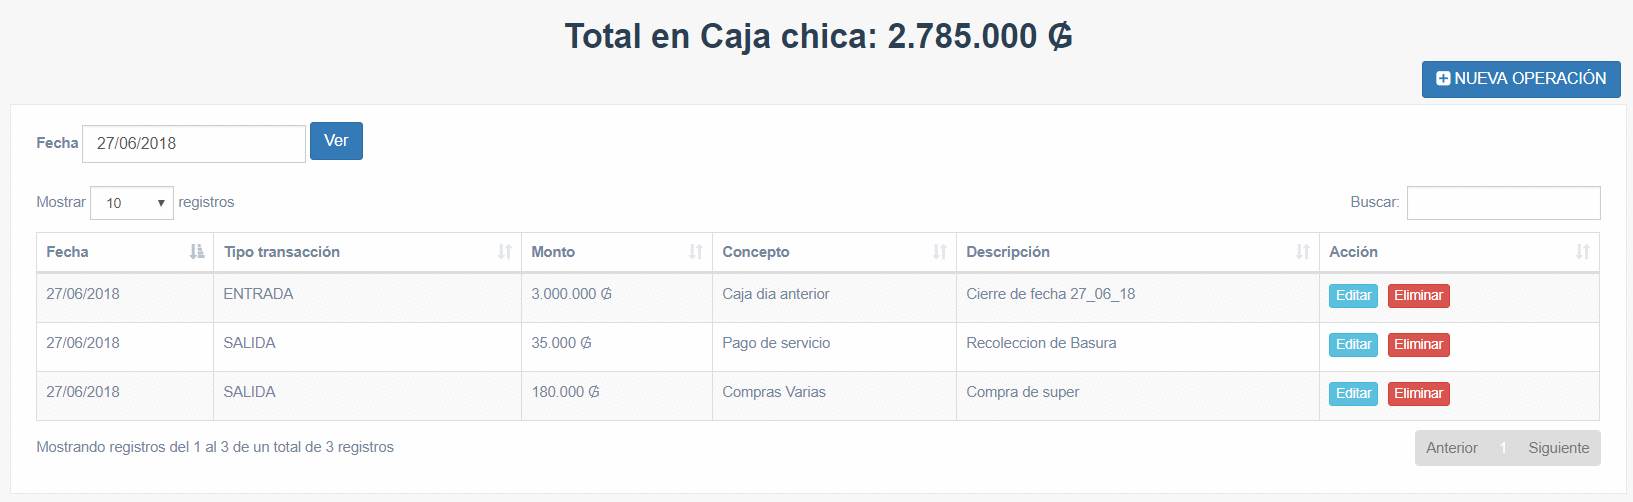 Total en Caja chica: 2.785.000 ₲
NUEVA OPERACIÓN
Fecha 27/06/2018 Ver
Mostrar 10 registros Buscar:
Fecha Tipo transacción Monto Concepto Descripción Acción
27/06/2018 ENTRADA 3.000.000 ₲ Caja dia anterior Cierre de fecha 27_06_18 Editar Eliminar
27/06/2018 SALIDA 35.000 ₲ Pago de servicio Recoleccion de Basura Editar Eliminar
27/06/2018 SALIDA 180.000 ₲ Compras Varias Compra de super Editar Eliminar
Mostrando registros del 1 al 3 de un total de 3 registros Anterior 1 Siguiente